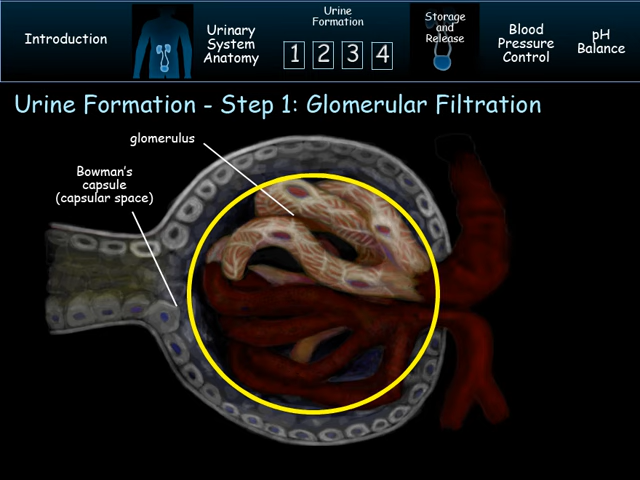 Introduction
Urinary
System
Anatomy
Urine
Formation
1 2 3 4
Storage
and
Release
Blood
Pressure
Control
pH
Balance
Urine Formation - Step 1: Glomerular Filtration
glomerulus
Bowman's
capsule
(capsular space)